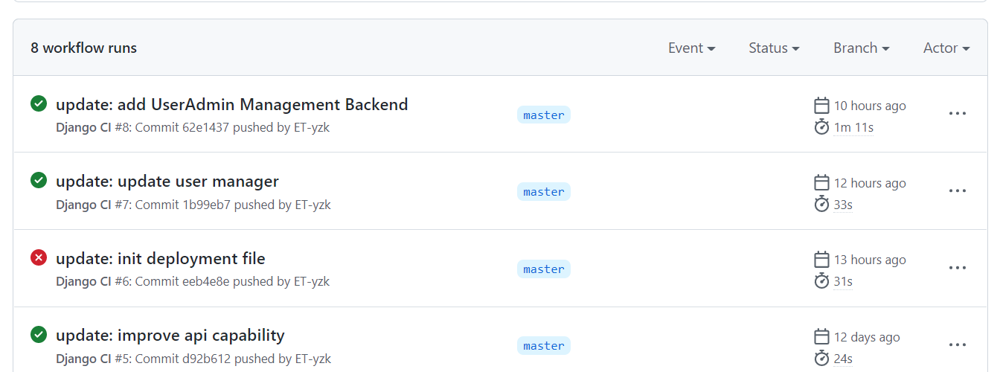 8 workflow runs Event Status Branch Actor
update: add UserAdmin Management Backend
Django CI #8: Commit 62e1437 pushed by ET-yzk
master
10 hours ago
1m 11s
update: update user manager
Django CI #7: Commit 1b99eb7 pushed by ET-yzk
master
12 hours ago
33s
update: init deployment file
Django CI #6: Commit eeb4e8e pushed by ET-yzk
master
13 hours ago
31s
update: improve api capability
Django CI #5: Commit d92b612 pushed by ET-yzk
master
12 days ago
24s